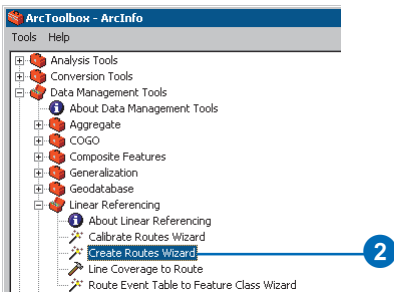 ArcToolbox - ArcInfo
Tools Help
Analysis Tools
Conversion Tools
Data Management Tools
About Data Management Tools
Aggregate
COGO
Composite Features
Generalization
Geodatabase
Linear Referencing
About Linear Referencing
Calibrate Routes Wizard
Create Routes Wizard 2
Line Coverage to Route
Route Event Table to Feature Class Wizard